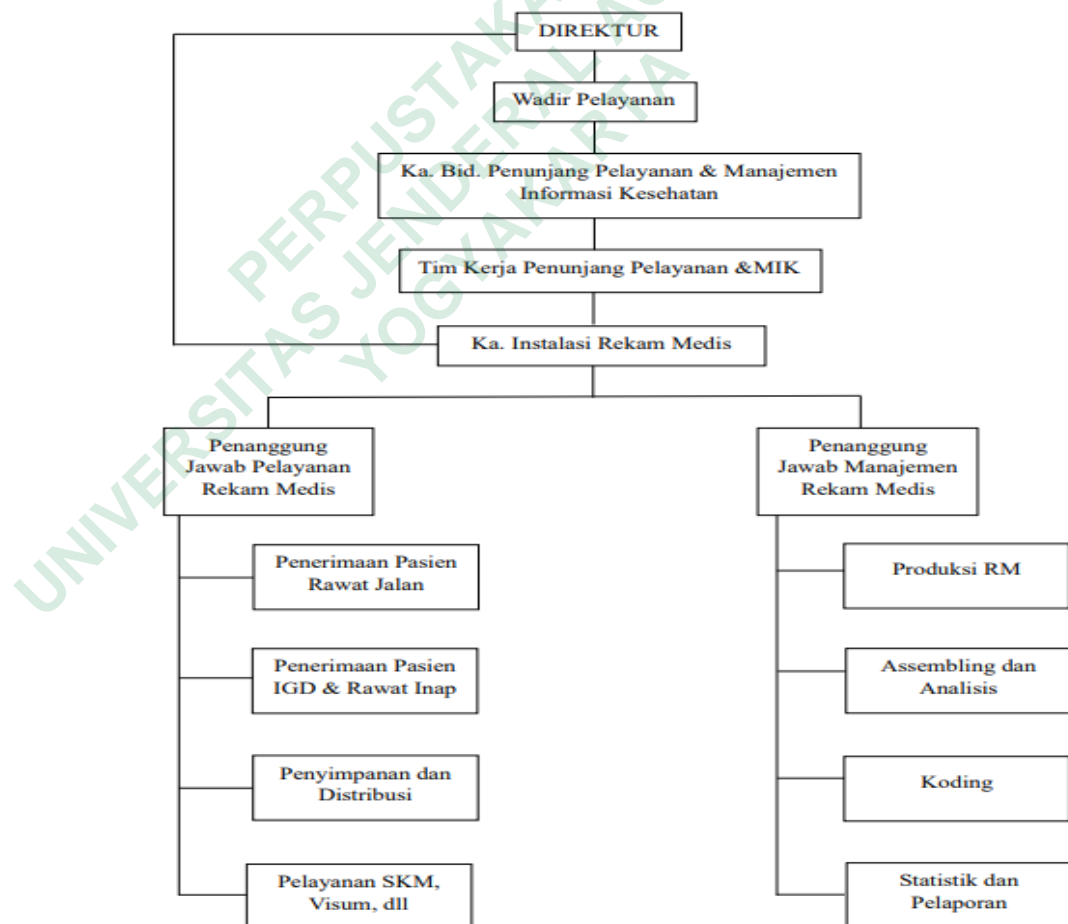 DIREKTUR
Wadir Pelayanan
Ka. Bid. Penunjang Pelayanan & Manajemen
Informasi Kesehatan
Tim Kerja Penunjang Pelayanan &MIK
Ka. Instalasi Rekam Medis
Penanggung
Jawab Pelayanan
Rekam Medis
Penerimaan Pasien
Rawat Jalan
Penerimaan Pasien
IGD & Rawat Inap
Penyimpanan dan
Distribusi
Pelayanan SKM,
Visum, dll
Penanggung
Jawab Manajemen
Rekam Medis
Produksi RM
Assembling dan
Analisis
Koding
Statistik dan
Pelaporan
PERPUSTAKA
UNIVERSITAS JENDERAL
YOGYAKARTA